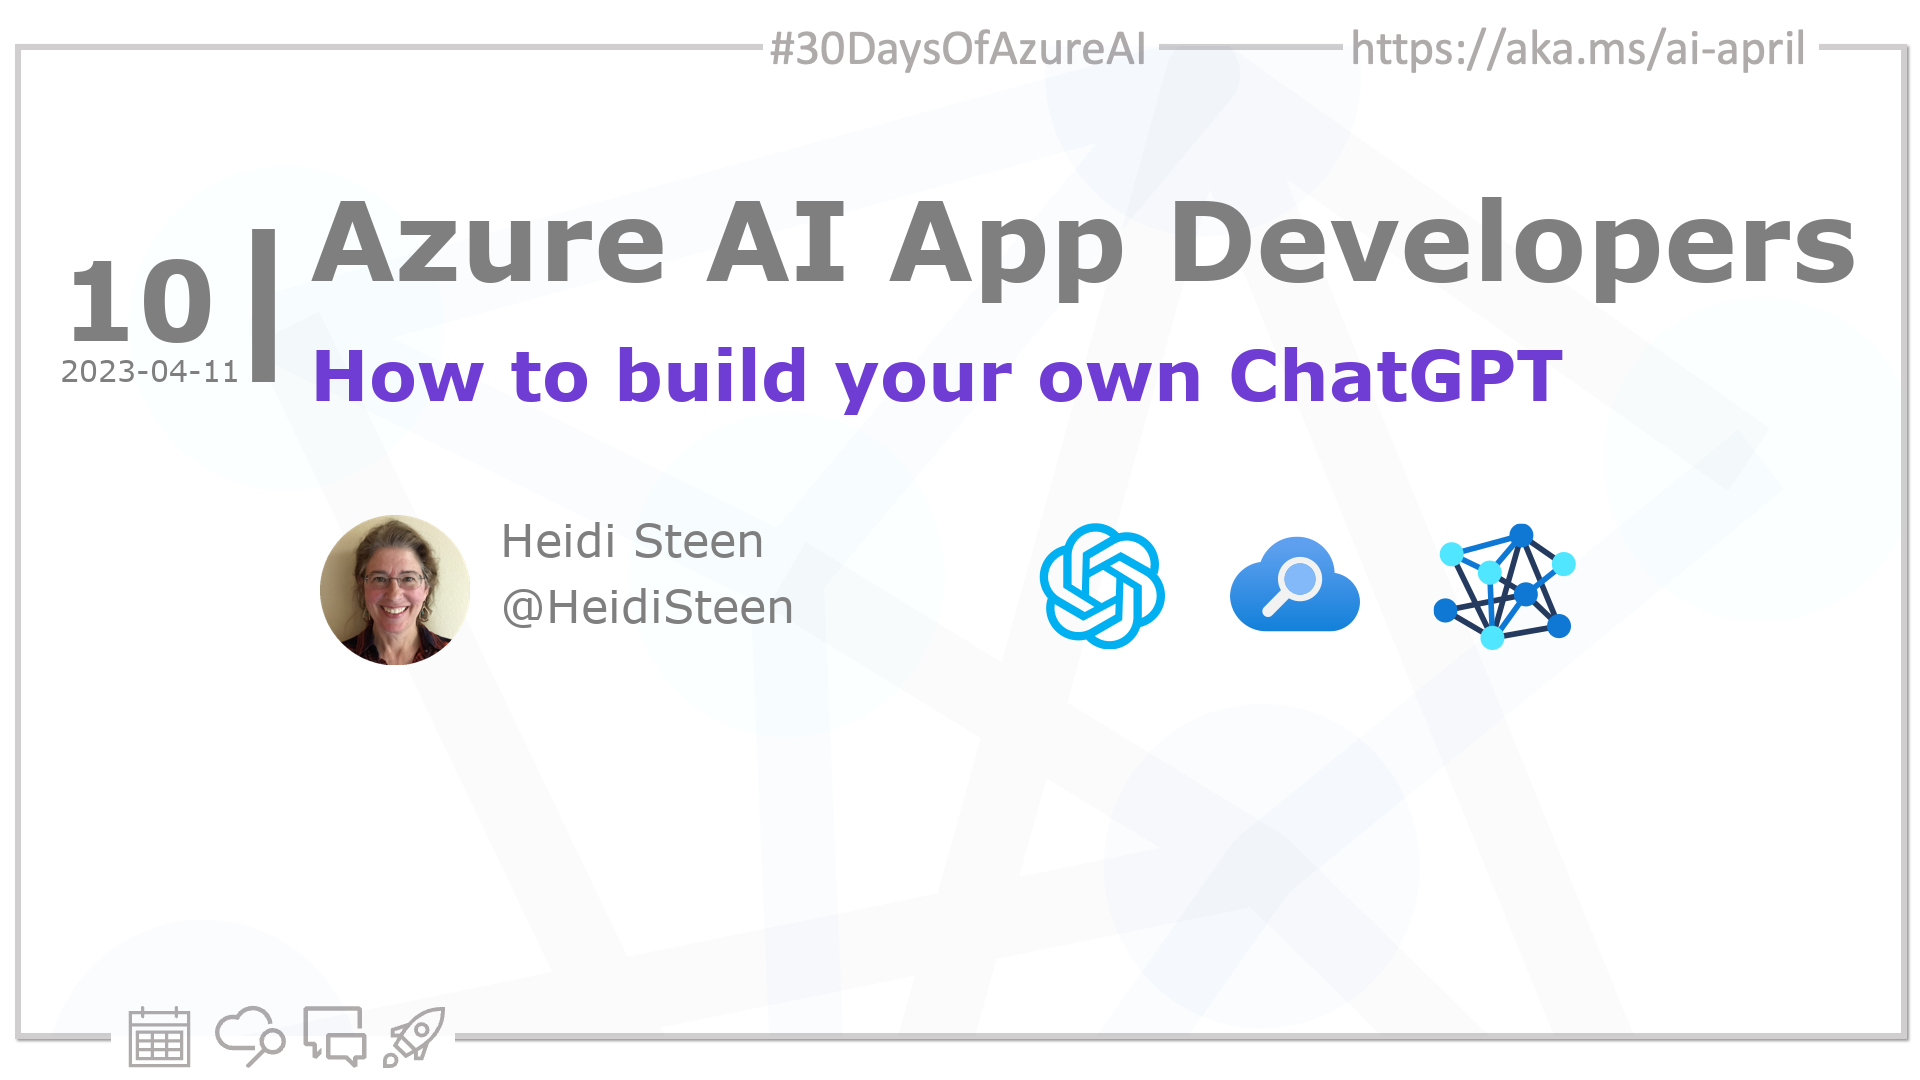 #30DaysOfAzureAI
https://aka.ms/ai-april
10
2023-04-11
Azure AI App Developers
How to build your own ChatGPT
Heidi Steen
@HeidiSteen